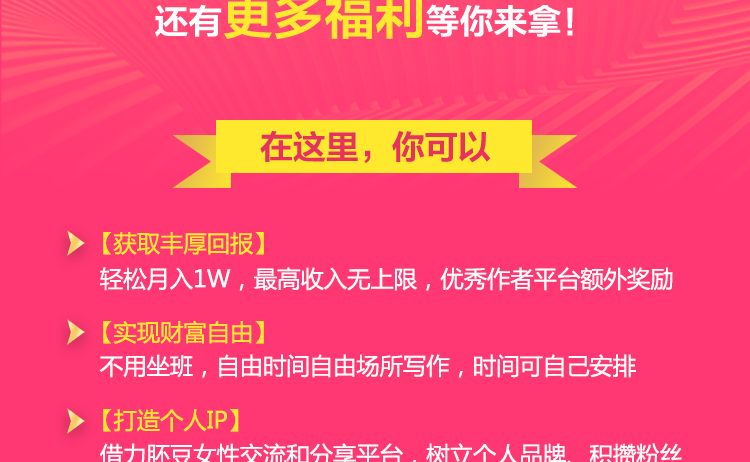 还有更多福利等你来拿!
在这里，你可以
【获取丰厚回报】
轻松月入1W，最高收入无上限，优秀作者平台额外奖励
【实现财富自由】
不用坐班，自由时间自由场所写作，时间可自己安排
【打造个人IP】
借力胚豆女性交流和分享平台，树立个人品牌、积攒粉丝